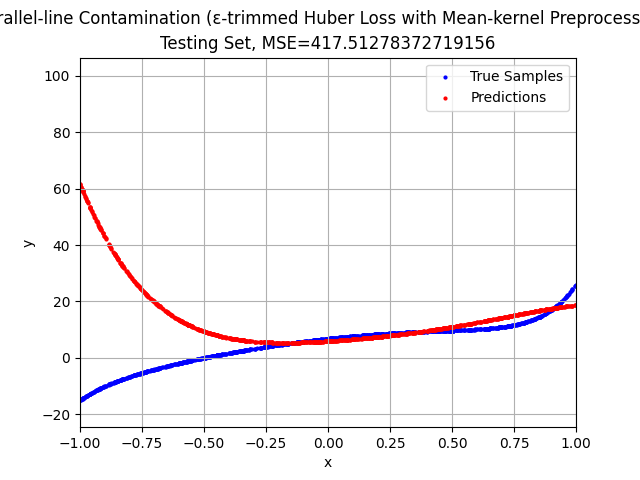 rallel-line Contamination (ε-trimmed Huber Loss with Mean-kernel Preprocess
Testing Set, MSE=417.51278372719156
True Samples
Predictions
100
80
60
40
20
0
−20
y
−1.00 −0.75 −0.50 −0.25 0.00 0.25 0.50 0.75 1.00
x